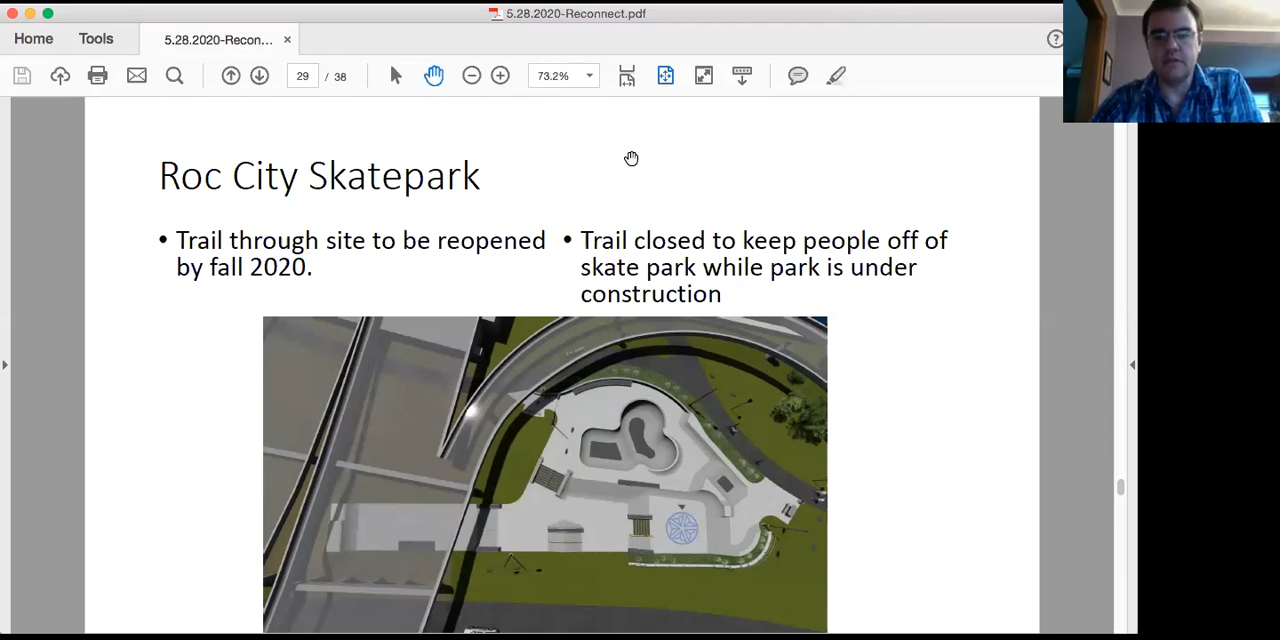 5.28.2020-Reconnect.pdf
Home Tools 5.28.2020-Recon... ×
29 / 38 73.2%
Roc City Skatepark
• Trail through site to be reopened
by fall 2020.
• Trail closed to keep people off of
skate park while park is under
construction